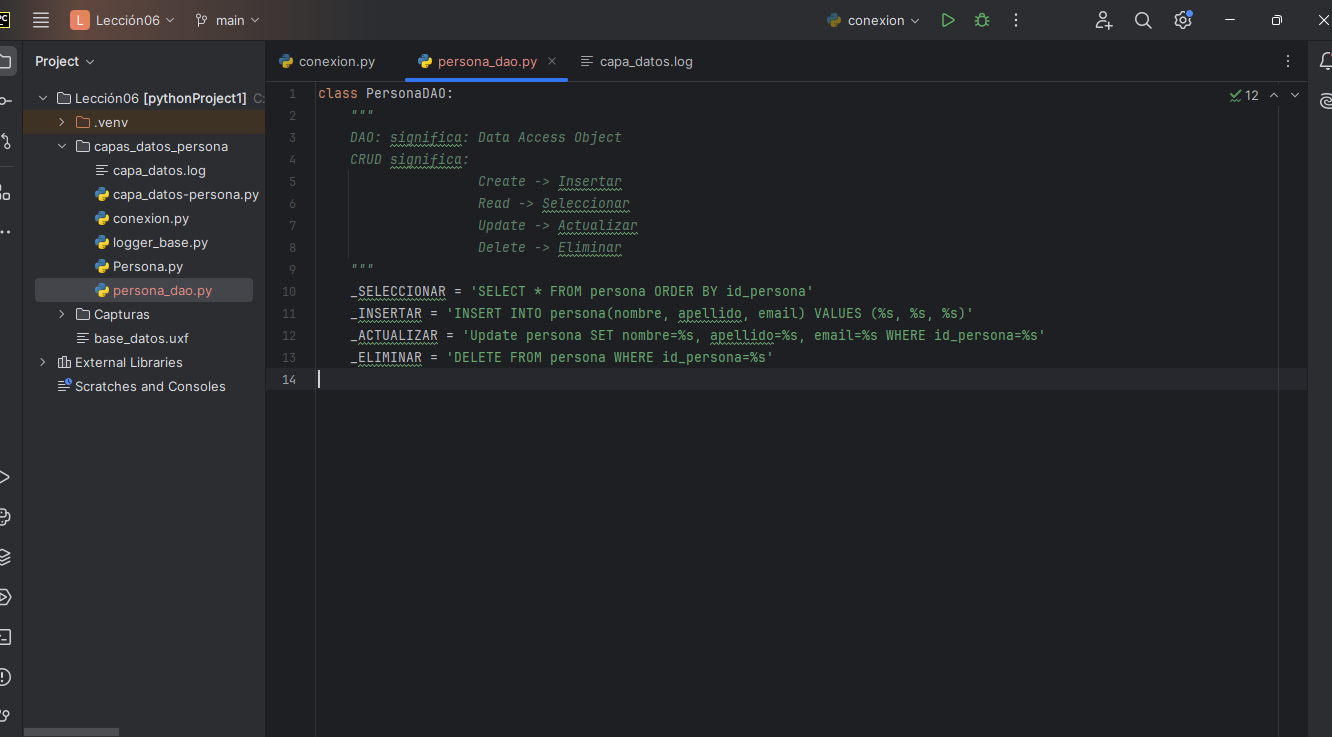 PC
L Lección06
main
conexion
Project
conexion.py
persona_dao.py
capa_datos.log
Lección06 [pythonProject1] C:
.venv
capas_datos_persona
capa_datos.log
capa_datos-persona.py
conexion.py
logger_base.py
Persona.py
persona_dao.py
Capturas
base_datos.uxf
External Libraries
Scratches and Consoles
12
1 class PersonaDAO:
2 """
3 DAO: significa: Data Access Object
4 CRUD significa:
5 Create -> Insertar
6 Read -> Seleccionar
7 Update -> Actualizar
8 Delete -> Eliminar
9 """
10 _SELECCIONAR = 'SELECT * FROM persona ORDER BY id_persona'
11 _INSERTAR = 'INSERT INTO persona(nombre, apellido, email) VALUES (%s, %s, %s)'
12 _ACTUALIZAR = 'Update persona SET nombre=%s, apellido=%s, email=%s WHERE id_persona=%s'
13 _ELIMINAR = 'DELETE FROM persona WHERE id_persona=%s'
14